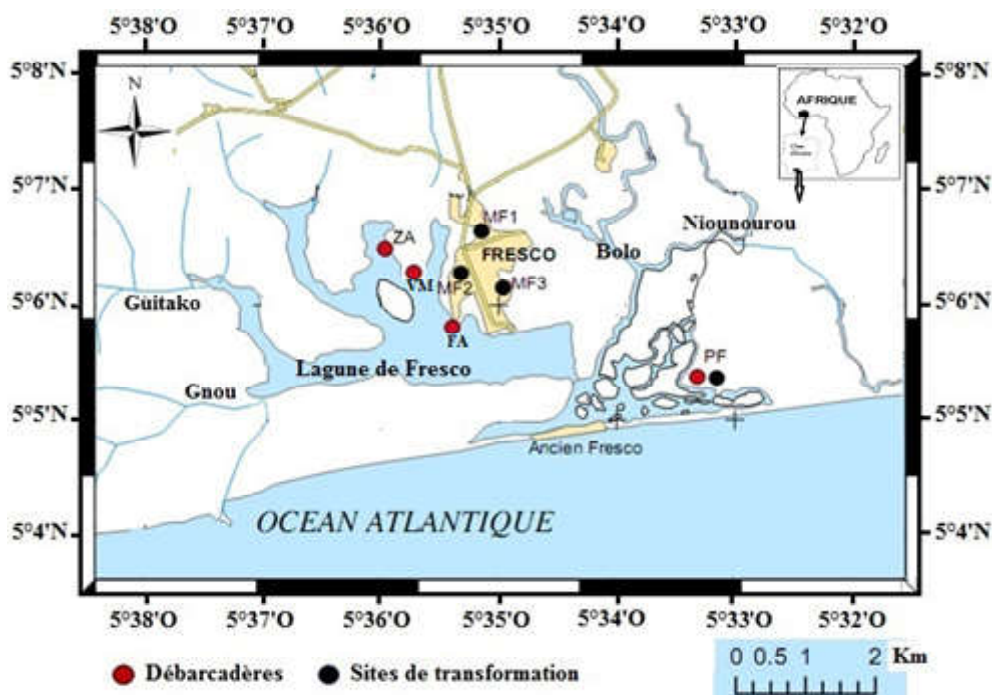 5°38'O 5°37'O 5°36'O 5°35'O 5°34'O 5°33'O 5°32'O
5°8'N 5°8'N
N
AFRIQUE
5°7'N 5°7'N
MF1
Niounourou
ZA
FRESCO
Bolo
VM
MF2
MF3
Guitako
5°6'N 5°6'N
FA
PF
Lagune de Fresco
Gnou
5°5'N 5°5'N
Ancien Fresco
OCEAN ATLANTIQUE
5°4'N 5°4'N
5°38'O 5°37'O 5°36'O 5°35'O 5°34'O 5°33'O 5°32'O
Débarcadères Sites de transformation
0 0.5 1 2 Km